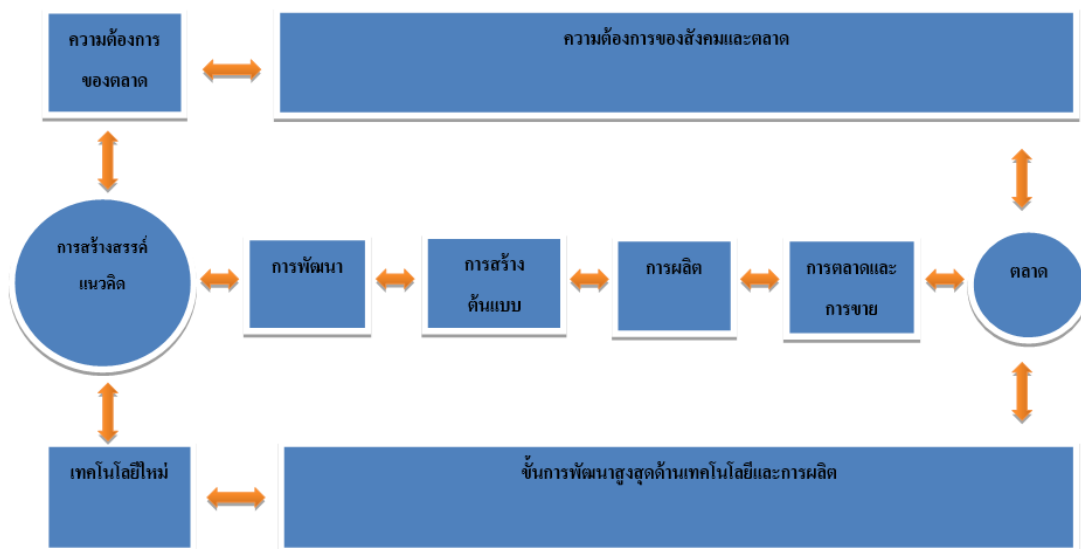 ความต้องการ
ของตลาด
ความต้องการของสังคมและตลาด
การสร้างสรรค์
แนวคิด
การพัฒนา
การสร้าง
ต้นแบบ
การผลิต
การตลาดและ
การขาย
ตลาด
เทคโนโลยีใหม่
ขั้นการพัฒนาสูงสุดด้านเทคโนโลยีและการผลิต